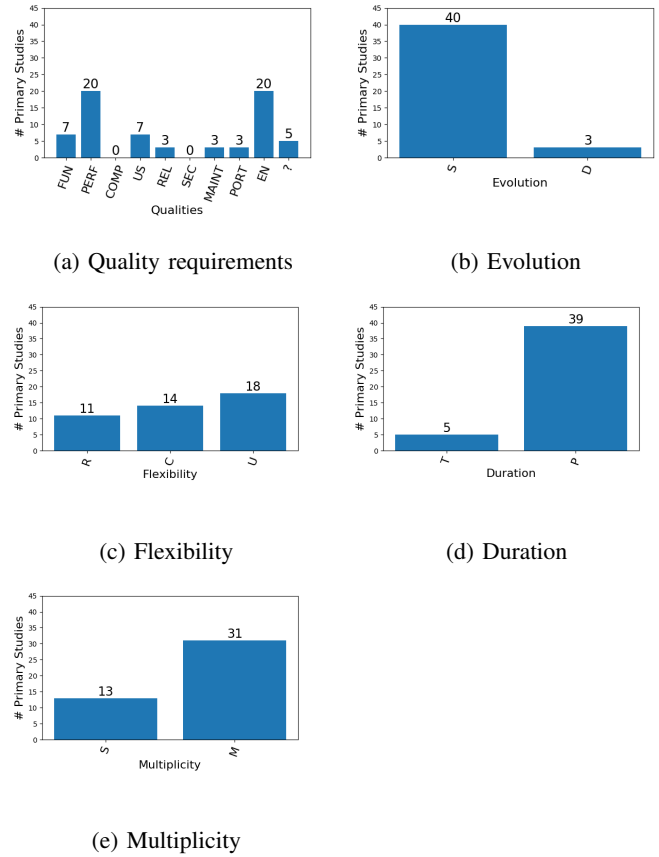 45
40
35
30
25
20
15
10
5
0
# Primary Studies
7
20
0
7
3
0
3
3
20
5
FUN
PERF
COMP
US
REL
SEC
MAINT
PORT
EN
?
Qualities
(a) Quality requirements
45
40
35
30
25
20
15
10
5
0
# Primary Studies
40
3
S
D
Evolution
(b) Evolution
45
40
35
30
25
20
15
10
5
0
# Primary Studies
11
14
18
R
C
U
Flexibility
(c) Flexibility
45
40
35
30
25
20
15
10
5
0
# Primary Studies
5
39
T
P
Duration
(d) Duration
45
40
35
30
25
20
15
10
5
0
# Primary Studies
13
31
S
M
Multiplicity
(e) Multiplicity